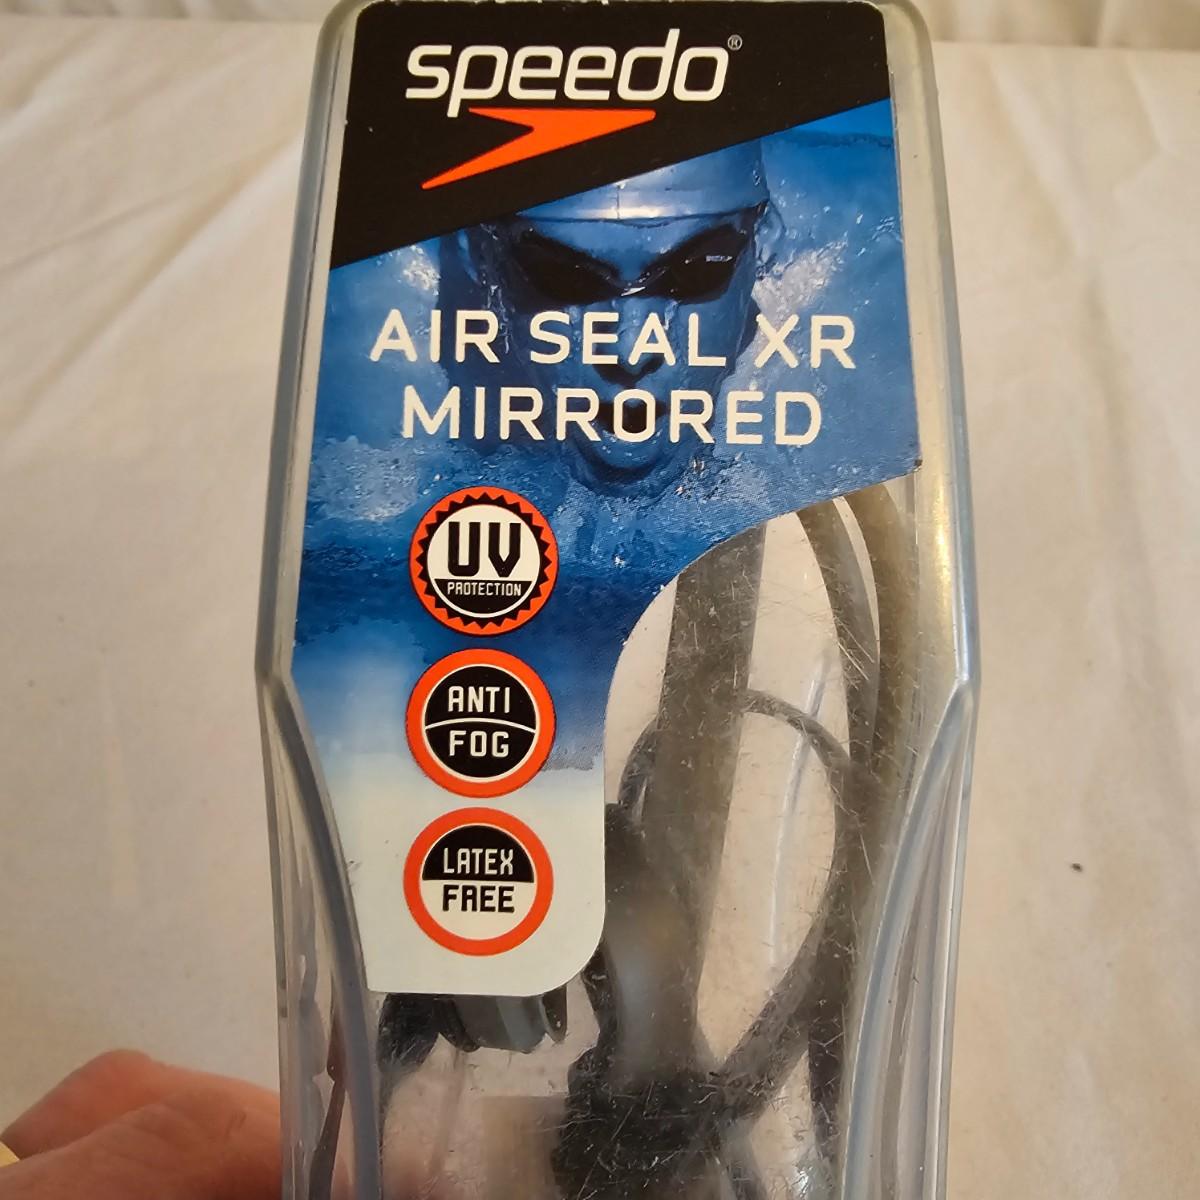 speedo®
AIR SEAL XR
MIRRORED
UV
PROTECTION
ANTI
FOG
LATEX
FREE